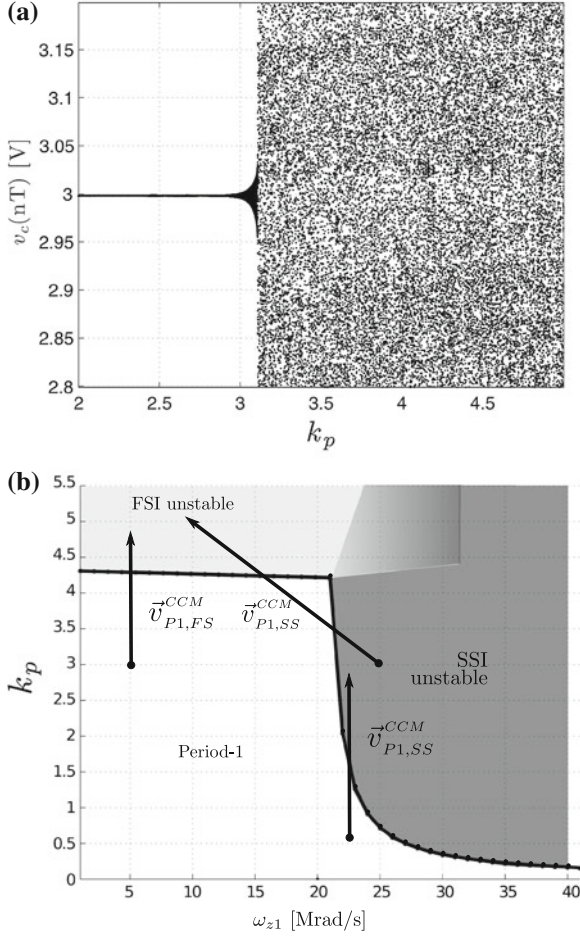 (a)
3.15
3.1
3.05
3
2.95
2.9
2.85
2.8
v_c(nT) [V]
2 2.5 3 3.5 4 4.5
k_p
(b)
5.5
5
4.5
4
3.5
3
2.5
2
1.5
1
0.5
0
k_p
FSI unstable
v⃗_{P1,FS}^{CCM}
v⃗_{P1,SS}^{CCM}
SSI
unstable
v⃗_{P1,SS}^{CCM}
Period-1
5 10 15 20 25 30 35 40
ω_{z1} [Mrad/s]